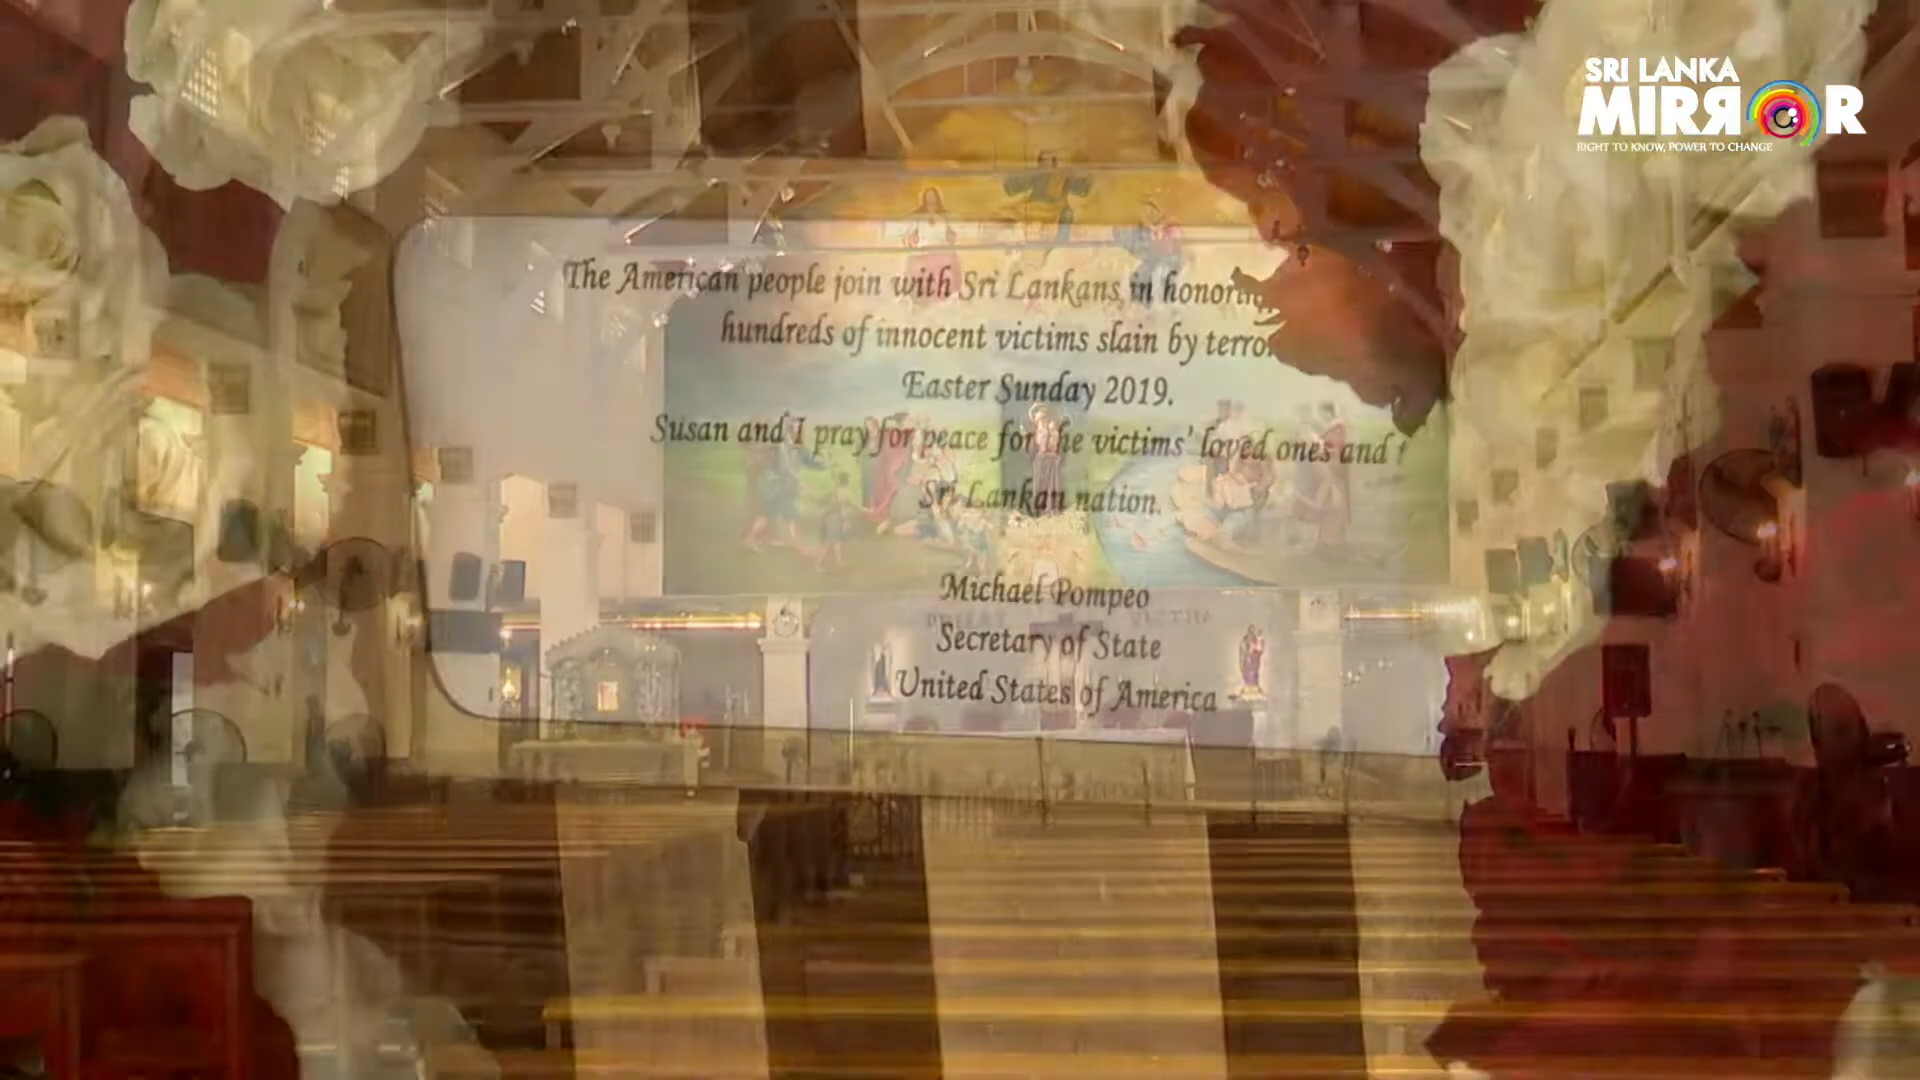 SRI LANKA
MIRROR
RIGHT TO KNOW, POWER TO CHANGE
The American people join with Sri Lankans in
hundreds of innocent victims slain by
Easter Sunday 2019.
Susan and I pray for peace for the victims' loved ones and
Sri Lankan nation.
Michael Pompeo
Secretary of State
United States of America